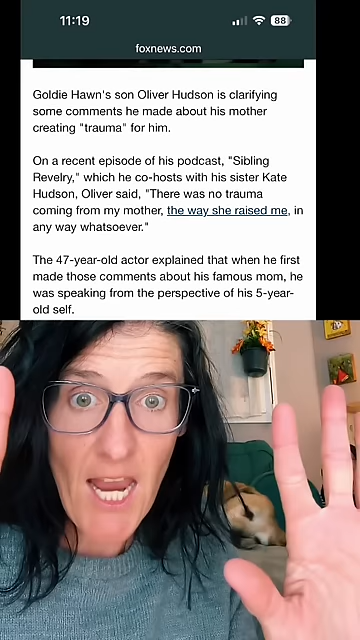 11:19
88
foxnews.com
Goldie Hawn's son Oliver Hudson is clarifying
some comments he made about his mother
creating "trauma" for him.
On a recent episode of his podcast, "Sibling
Revelry," which he co-hosts with his sister Kate
Hudson, Oliver said, "There was no trauma
coming from my mother, the way she raised me, in
any way whatsoever."
The 47-year-old actor explained that when he first
made those comments about his famous mom, he
was speaking from the perspective of his 5-year-
old self.